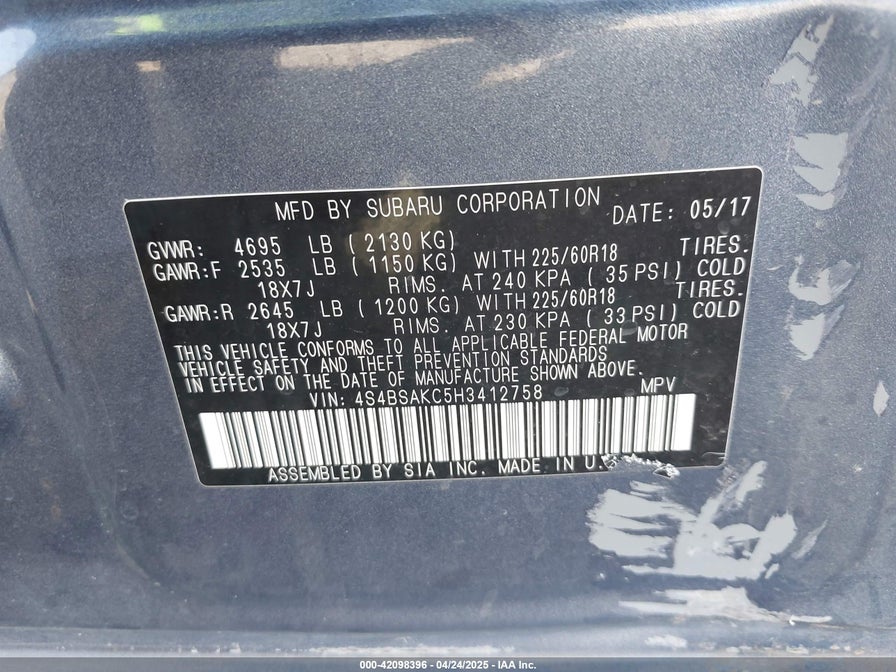 MFD BY SUBARU CORPORATION DATE: 05/17
GVWR: 4695 LB ( 2130 KG)
GAWR:F 2535 LB ( 1150 KG) WITH 225/60R18 TIRES.
18X7J RIMS. AT 240 KPA ( 35 PSI) COLD
GAWR:R 2645 LB ( 1200 KG) WITH 225/60R18 TIRES.
18X7J RIMS. AT 230 KPA ( 33 PSI) COLD
THIS VEHICLE CONFORMS TO ALL APPLICABLE FEDERAL MOTOR
VEHICLE SAFETY AND THEFT PREVENTION STANDARDS
IN EFFECT ON THE DATE OF MANUFACTURE SHOWN ABOVE.
VIN: 4S4BSAKC5H3412758 MPV
ASSEMBLED BY SIA INC. MADE IN U.S
000-42098396 - 04/24/2025 - IAA Inc.